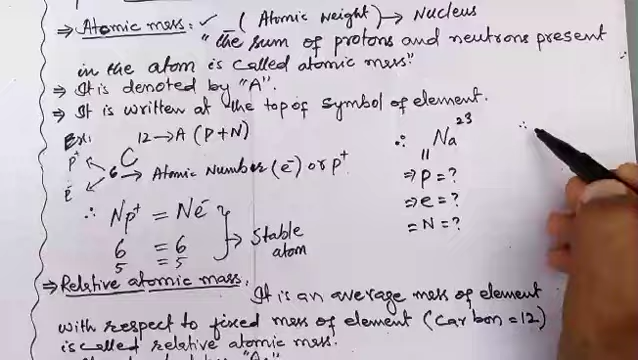 ⇒ Atomic mass: ✓ _ ( Atomic Weight) → Nucleus
"the sum of protons and neutrons present
in the atom is called atomic mass"
⇒ It is denoted by "A".
⇒ It is written at the top of symbol of element.
Ex: 12 → A (P+N)
p+ C
6 → Atomic Number (e-) or p+
e-
∴ Np+ = Ne-
6 = 6
5 = 5
Stable
atom
∴ Na 23
11
⇒ p = ?
⇒ e = ?
= N = ?
∴
⇒ Relative atomic mass. It is an average mass of element
with respect to fixed mass of element (Carbon = 12)
is called relative atomic mass.